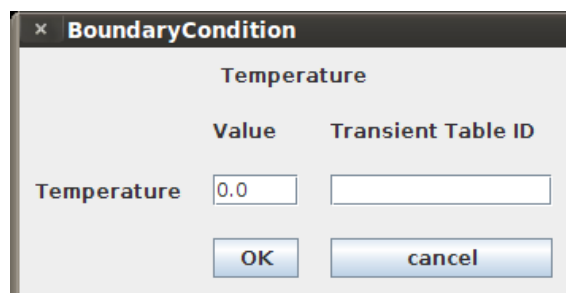 × BoundaryCondition
Temperature
Value Transient Table ID
Temperature 0.0
OK cancel